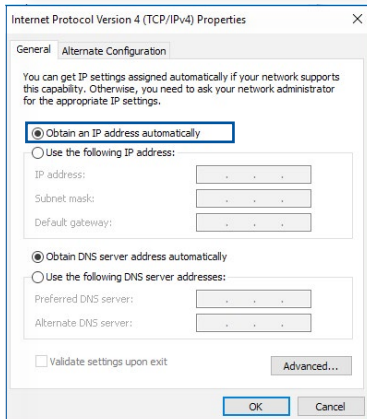 Internet Protocol Version 4 (TCP/IPv4) Properties
General Alternate Configuration
You can get IP settings assigned automatically if your network supports
this capability. Otherwise, you need to ask your network administrator
for the appropriate IP settings.
Obtain an IP address automatically
Use the following IP address:
IP address:
Subnet mask:
Default gateway:
Obtain DNS server address automatically
Use the following DNS server addresses:
Preferred DNS server:
Alternate DNS server:
Validate settings upon exit
Advanced...
OK Cancel